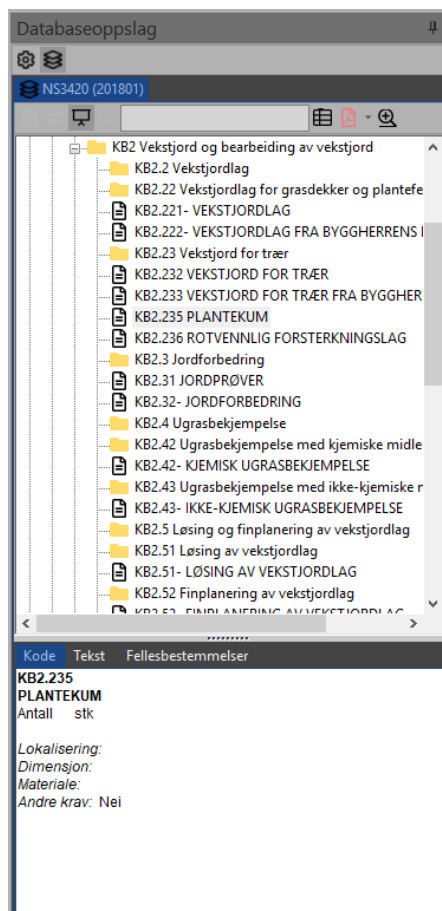 Databaseoppslag
NS3420 (201801)
KB2 Vekstjord og bearbeiding av vekstjord
KB2.2 Vekstjordlag
KB2.22 Vekstjordlag for grasdekker og plantefe
KB2.221- VEKSTJORDLAG
KB2.222- VEKSTJORDLAG FRA BYGGHERRENS
KB2.23 Vekstjord for trær
KB2.232 VEKSTJORD FOR TRÆR
KB2.233 VEKSTJORD FOR TRÆR FRA BYGGHER
KB2.235 PLANTEKUM
KB2.236 ROTVENNLIG FORSTERKNINGSLAG
KB2.3 Jordforbedring
KB2.31 JORDPRØVER
KB2.32- JORDFORBEDRING
KB2.4 Ugrasbekjempelse
KB2.42 Ugrasbekjempelse med kjemiske midle
KB2.42- KJEMISK UGRASBEKJEMPELSE
KB2.43 Ugrasbekjempelse med ikke-kjemiske
KB2.43- IKKE-KJEMISK UGRASBEKJEMPELSE
KB2.5 Løsing og finplanering av vekstjordlag
KB2.51 Løsing av vekstjordlag
KB2.51- LØSING AV VEKSTJORDLAG
KB2.52 Finplanering av vekstjordlag
KB2.52- FINPLANERING AV VEKSTJORDLAG
Kode Tekst Fellesbestemmelser
KB2.235
PLANTEKUM
Antall stk
Lokalisering:
Dimensjon:
Materiale:
Andre krav: Nei